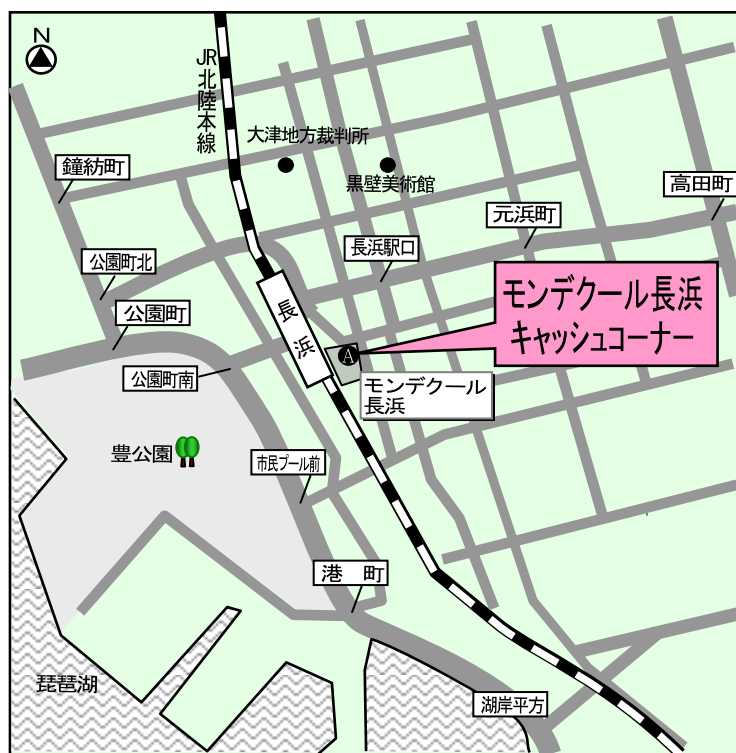 N
JR北陸本線
大津地方裁判所
黒壁美術館
鐘紡町
高田町
元浜町
長浜駅口
公園町北
公園町
モンデクール長浜
キャッシュコーナー
長浜
A
公園町南
モンデクール
長浜
豊公園
市民プール前
港 町
琵琶湖
湖岸平方